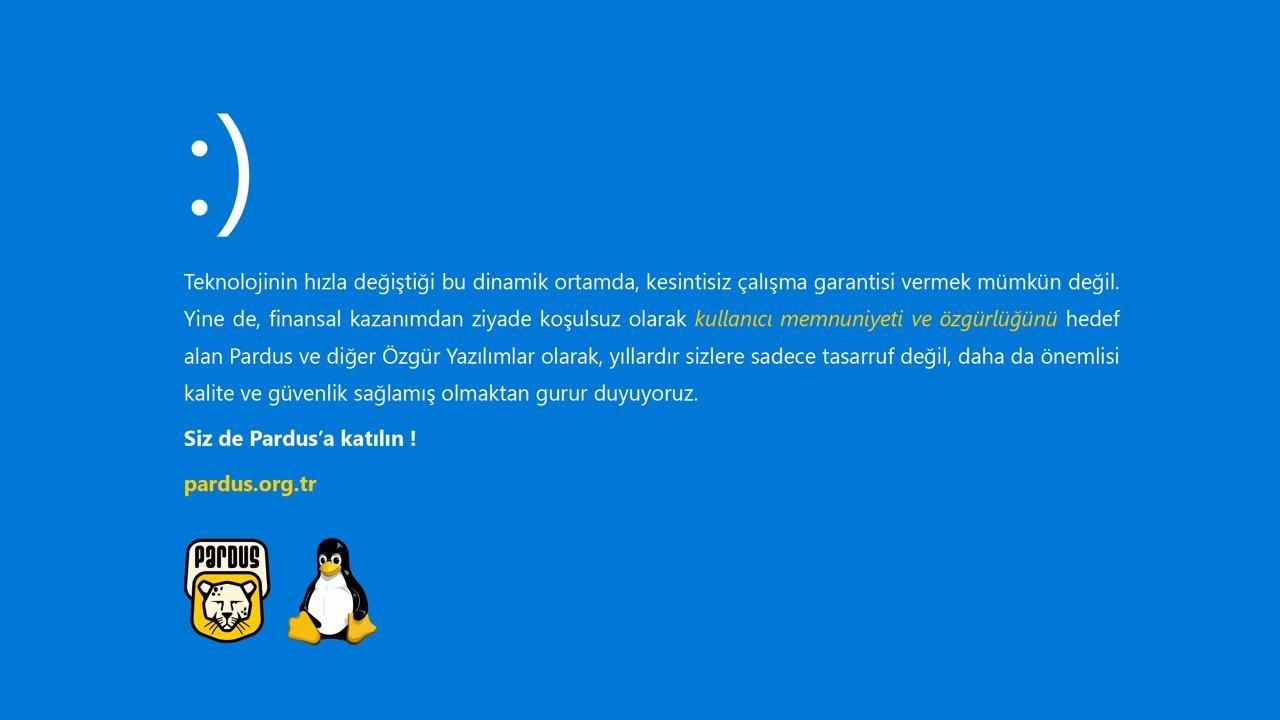 :)
Teknolojinin hızla değiştiği bu dinamik ortamda, kesintisiz çalışma garantisi vermek mümkün değil.
Yine de, finansal kazanımdan ziyade koşulsuz olarak kullanıcı memnuniyeti ve özgürlüğünü hedef
alan Pardus ve diğer Özgür Yazılımlar olarak, yıllardır sizlere sadece tasarruf değil, daha da önemlisi
kalite ve güvenlik sağlamış olmaktan gurur duyuyoruz.
Siz de Pardus’a katılın !
pardus.org.tr
PARDUS